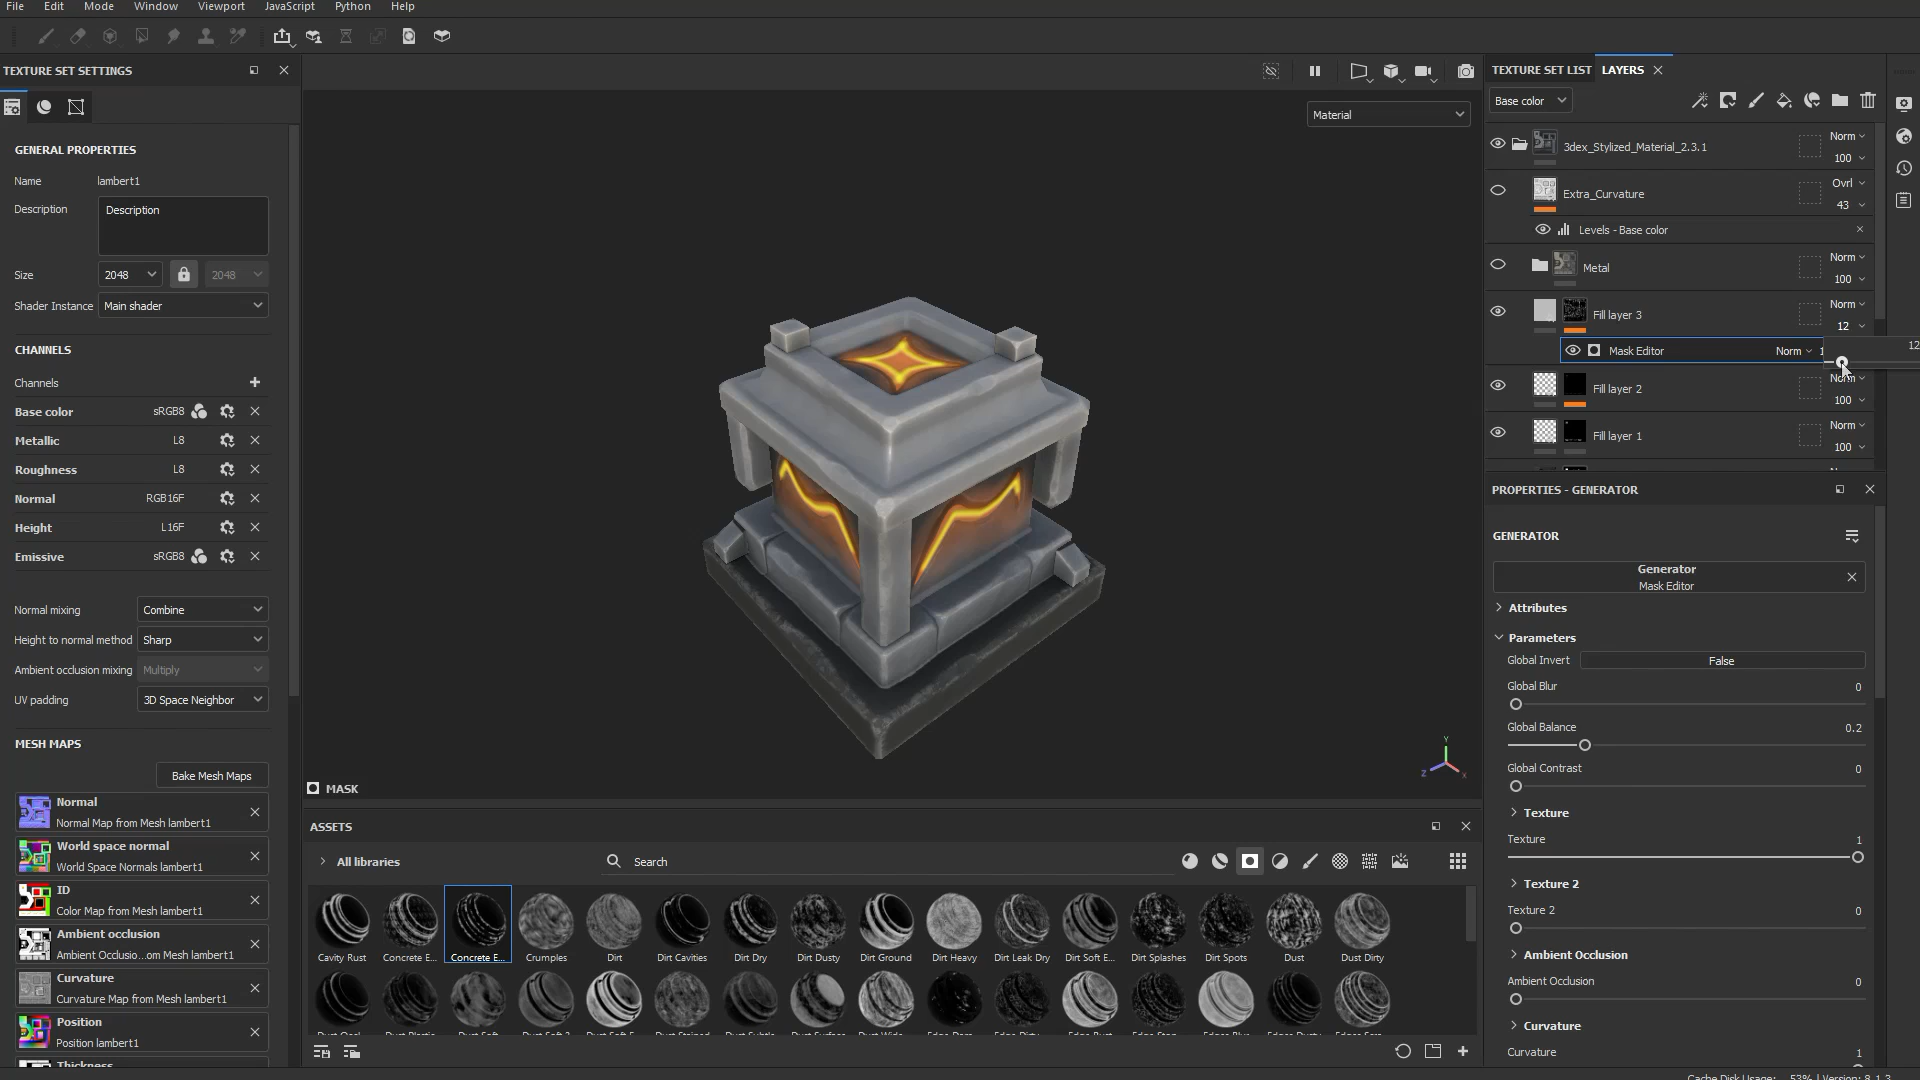 File Edit Mode Window Viewport JavaScript Python Help
TEXTURE SET SETTINGS
GENERAL PROPERTIES
Name lambert1
Description Description
Size 2048 2048
Shader Instance Main shader
CHANNELS
Channels
Base color sRGB8
Metallic L8
Roughness L8
Normal RGB16F
Height L16F
Emissive sRGB8
Normal mixing Combine
Height to normal method Sharp
Ambient occlusion mixing Multiply
UV padding 3D Space Neighbor
MESH MAPS
Bake Mesh Maps
Normal
Normal Map from Mesh lambert1
World space normal
World Space Normals lambert1
ID
Color Map from Mesh lambert1
Ambient occlusion
Ambient Occlusio...om Mesh lambert1
Curvature
Curvature Map from Mesh lambert1
Position
Position lambert1
Thickness
Material
Y
Z
X
MASK
ASSETS
All libraries
Search
Cavity Rust Concrete E... Concrete E... Crumples Dirt Dirt Cavities Dirt Dry Dirt Dusty Dirt Ground Dirt Heavy Dirt Leak Dry Dirt Soft E... Dirt Splashes Dirt Spots Dust Dust Dirty
TEXTURE SET LIST LAYERS
Base color
Norm
3dex_Stylized_Material_2.3.1
100
Ovrl
Extra_Curvature
43
Levels - Base color
Norm
Metal
100
Norm
Fill layer 3
12
12
Mask Editor Norm
Norm
Fill layer 2
100
Norm
Fill layer 1
100
PROPERTIES - GENERATOR
GENERATOR
Generator
Mask Editor
Attributes
Parameters
Global Invert False
Global Blur 0
Global Balance 0.2
Global Contrast 0
Texture
Texture 1
Texture 2
Texture 2 0
Ambient Occlusion
Ambient Occlusion 0
Curvature
Curvature 1
Cache Disk Usage: 53% | Version: 8.1.3